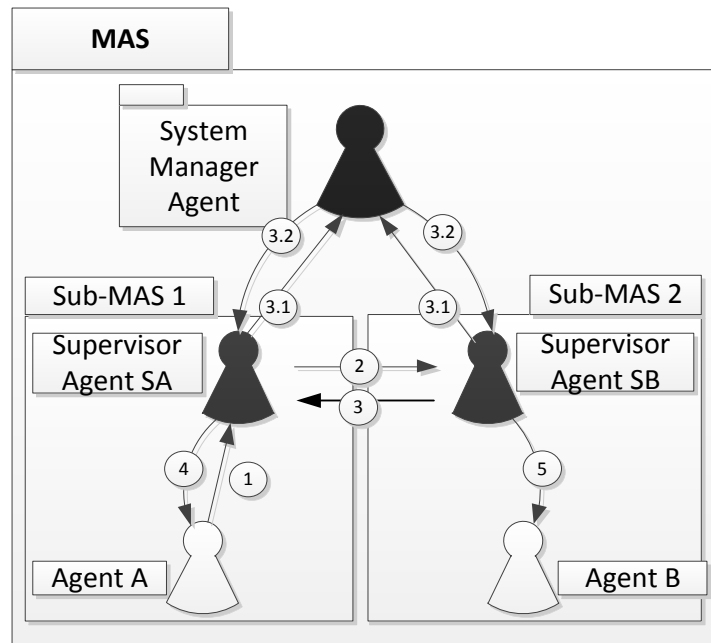 MAS
System
Manager
Agent
3.2
3.2
3.1
3.1
Sub-MAS 1
Sub-MAS 2
Supervisor
Agent SA
2
Supervisor
Agent SB
3
4
1
5
Agent A
Agent B